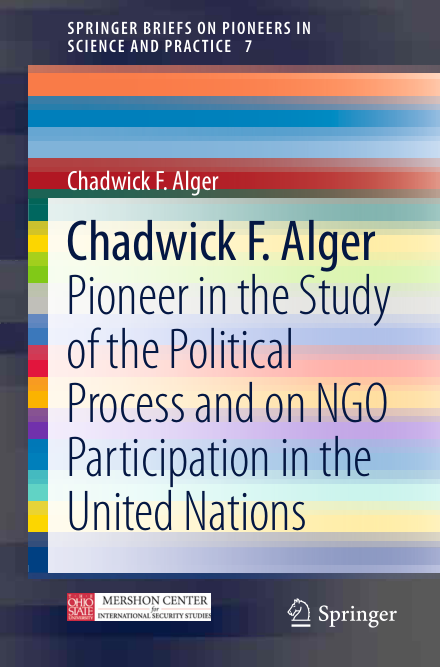 SPRINGER BRIEFS ON PIONEERS IN
SCIENCE AND PRACTICE 7
Chadwick F. Alger
Chadwick F. Alger
Pioneer in the Study
of the Political
Process and on NGO
Participation in the
United Nations
OHIO
STATE
UNIVERSITY
MERSHON CENTER
for
INTERNATIONAL SECURITY STUDIES
Springer